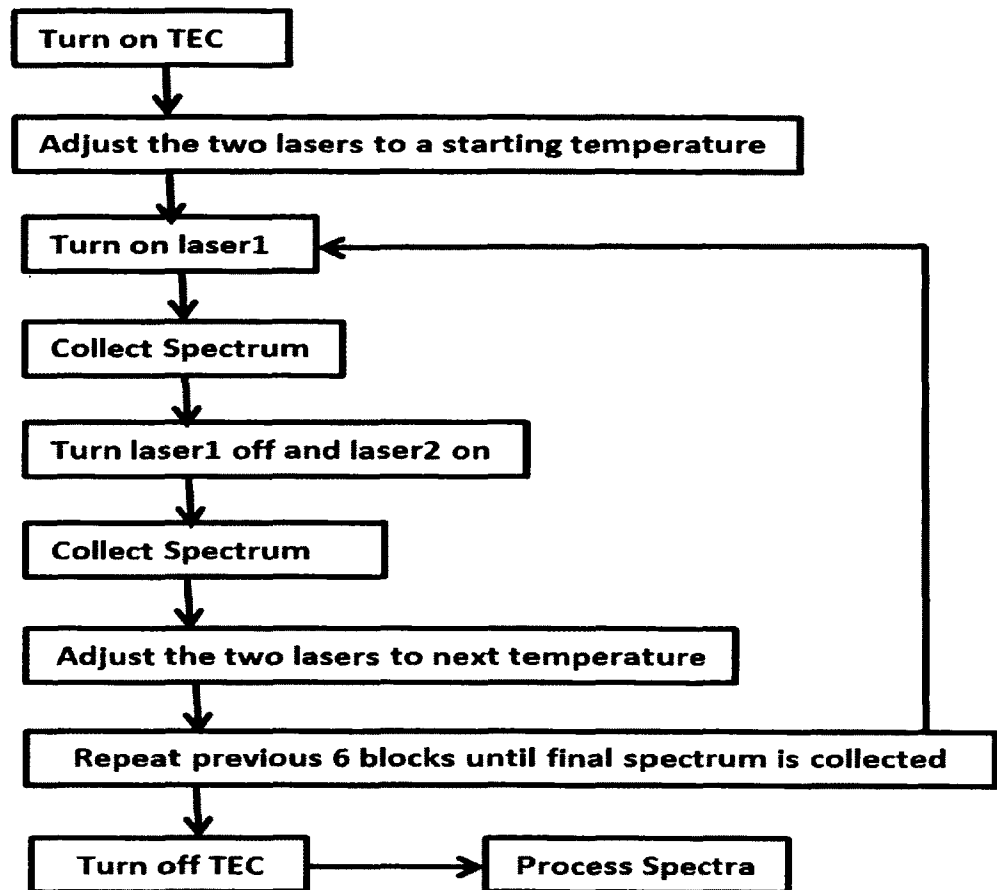 Turn on TEC
Adjust the two lasers to a starting temperature
Turn on laser1
Collect Spectrum
Turn laser1 off and laser2 on
Collect Spectrum
Adjust the two lasers to next temperature
Repeat previous 6 blocks until final spectrum is collected
Turn off TEC
Process Spectra